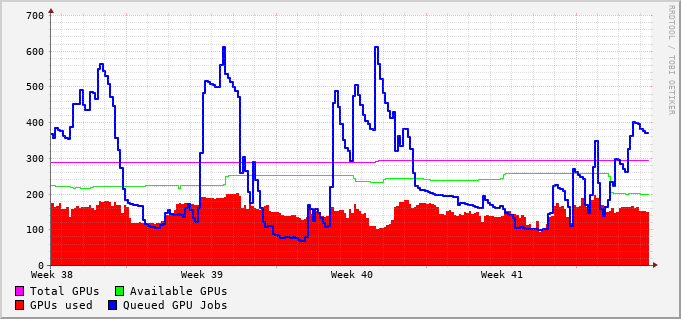 700
600
500
400
300
200
100
0
Week 38 Week 39 Week 40 Week 41
Total GPUs Available GPUs
GPUs used Queued GPU Jobs
RRDTOOL / TOBI OETIKER